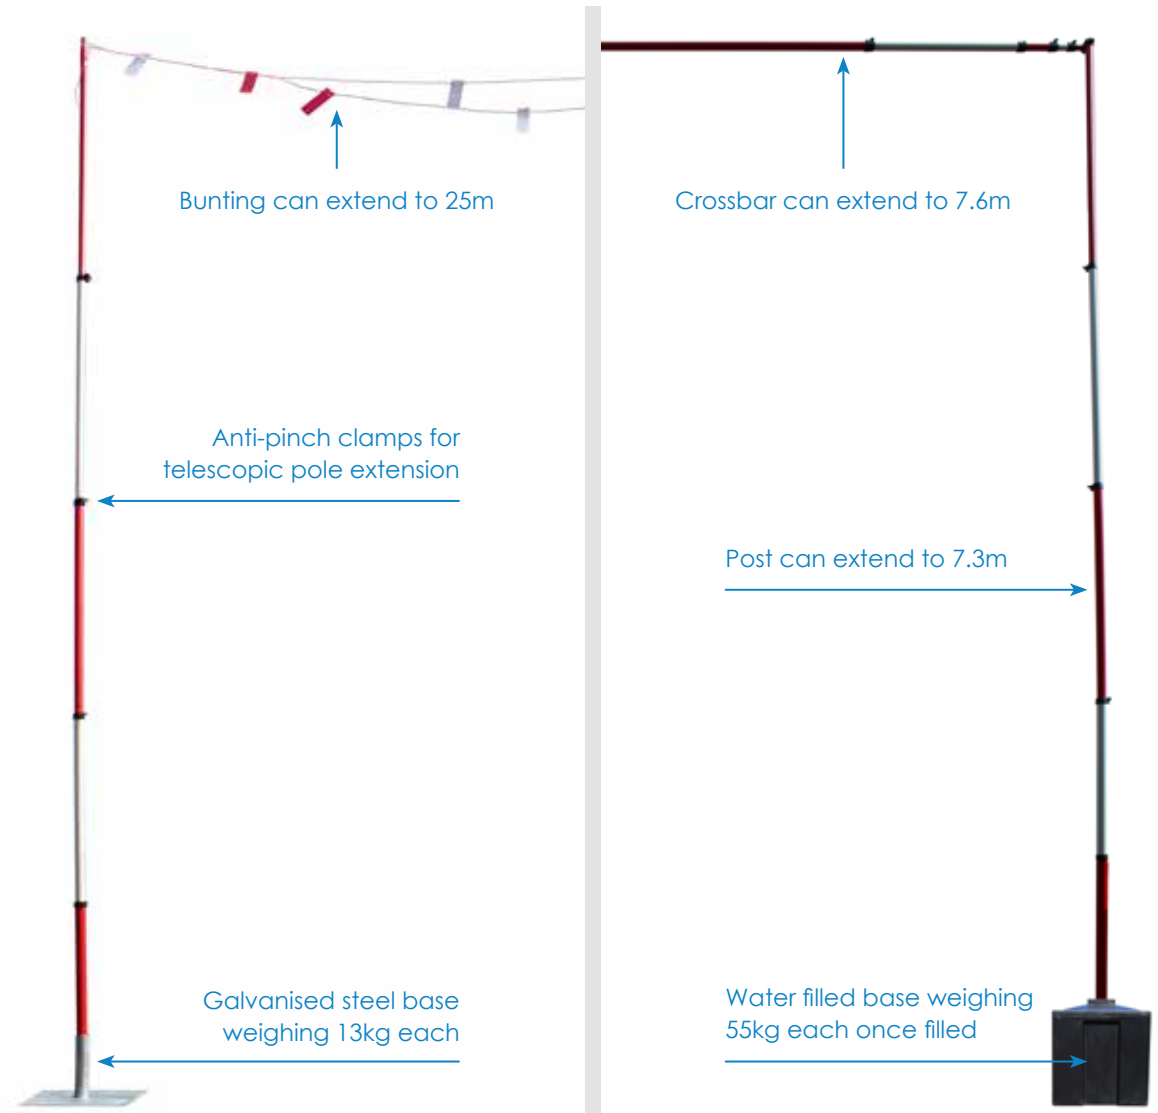 Bunting can extend to 25m
Anti-pinch clamps for
telescopic pole extension
Galvanised steel base
weighing 13kg each
Crossbar can extend to 7.6m
Post can extend to 7.3m
Water filled base weighing
55kg each once filled